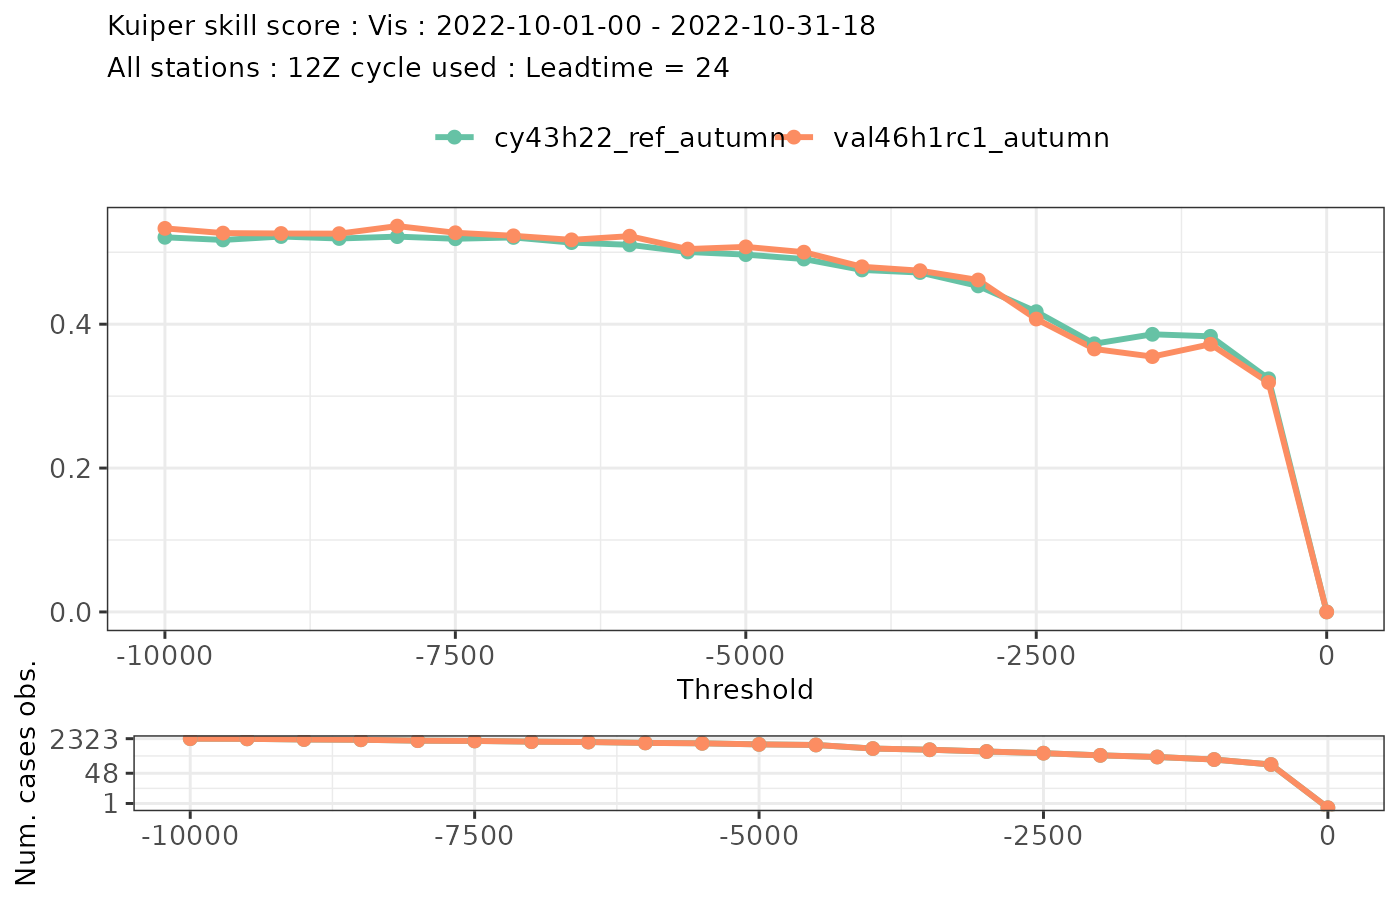 Kuiper skill score : Vis : 2022-10-01-00 - 2022-10-31-18
All stations : 12Z cycle used : Leadtime = 24
cy43h22_ref_autumn val46h1rc1_autumn
0.4
0.2
0.0
-10000 -7500 -5000 -2500 0
Threshold
Num. cases obs.
2323
48
1
-10000 -7500 -5000 -2500 0